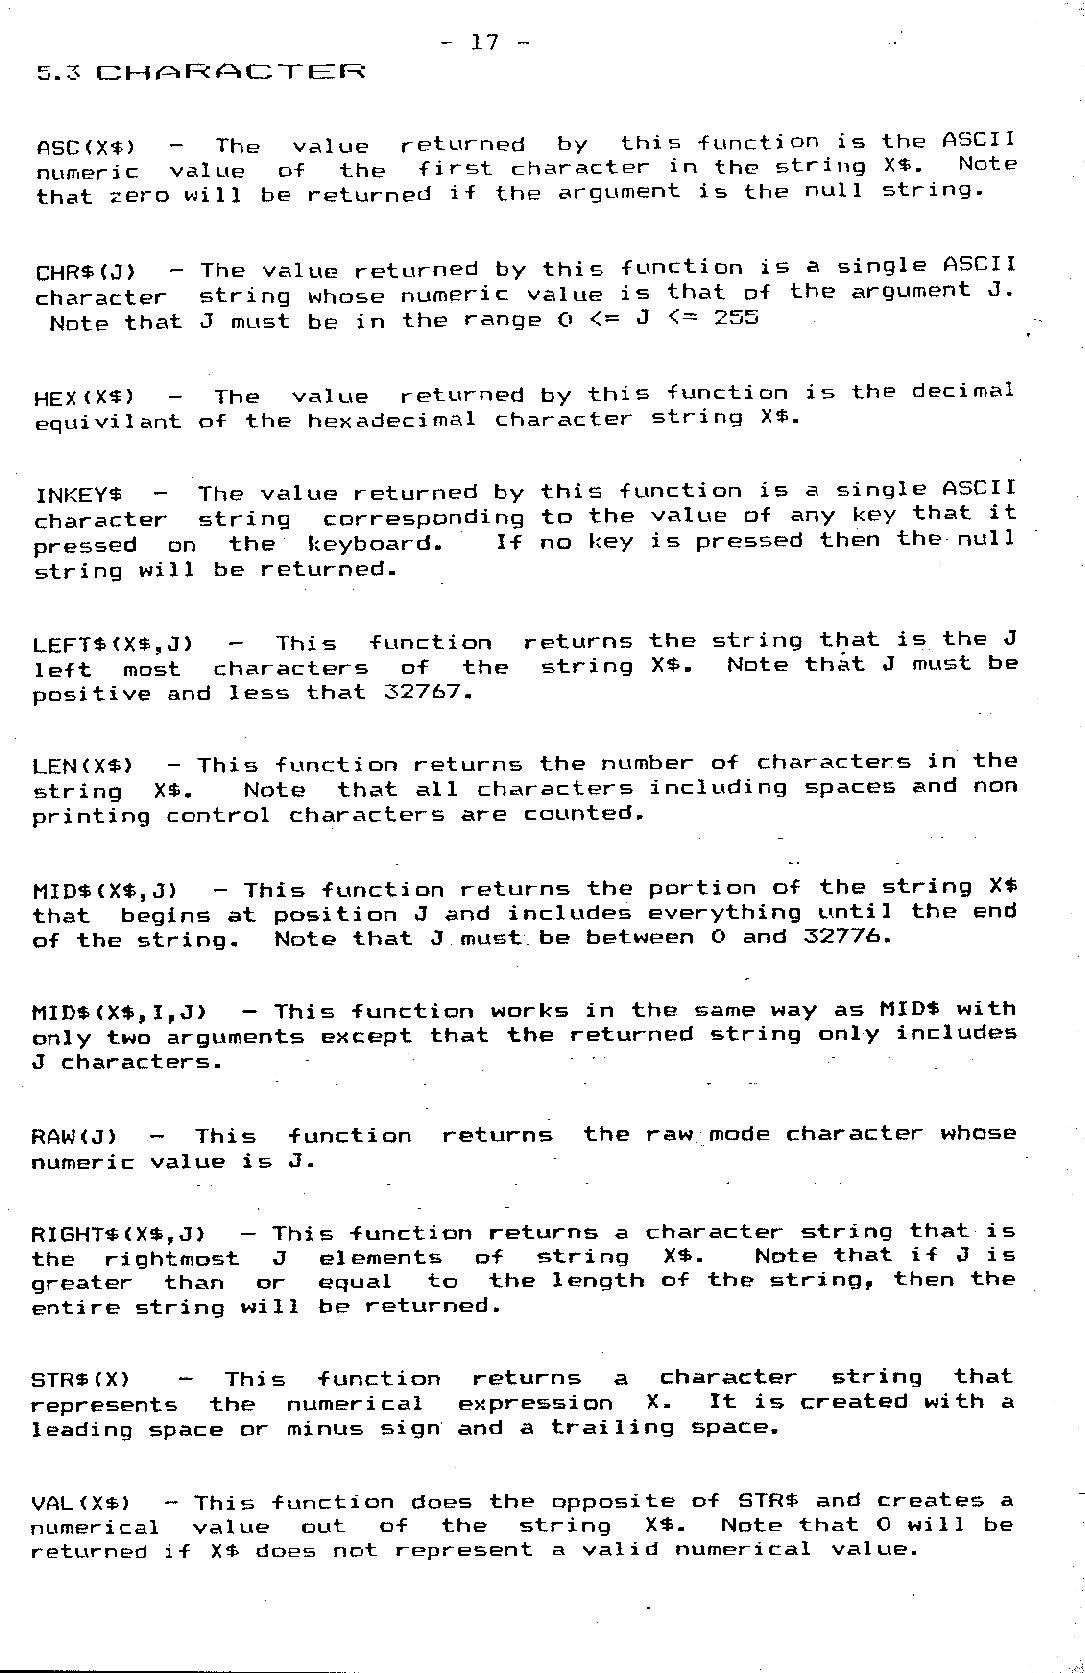 - 17 -
5.3 CHARACTER
ASC(X$) - The value returned by this function is the ASCII
numeric value of the first character in the string X$. Note
that zero will be returned if the argument is the null string.
CHR$(J) - The value returned by this function is a single ASCII
character string whose numeric value is that of the argument J.
Note that J must be in the range 0 <= J <= 255
HEX(X$) - The value returned by this function is the decimal
equivilant of the hexadecimal character string X$.
INKEY$ - The value returned by this function is a single ASCII
character string corresponding to the value of any key that it
pressed on the keyboard. If no key is pressed then the null
string will be returned.
LEFT$(X$,J) - This function returns the string that is the J
left most characters of the string X$. Note that J must be
positive and less that 32767.
LEN(X$) - This function returns the number of characters in the
string X$. Note that all characters including spaces and non
printing control characters are counted.
MID$(X$,J) - This function returns the portion of the string X$
that begins at position J and includes everything until the end
of the string. Note that J must be between 0 and 32776.
MID$(X$,I,J) - This function works in the same way as MID$ with
only two arguments except that the returned string only includes
J characters.
RAW(J) - This function returns the raw mode character whose
numeric value is J.
RIGHT$(X$,J) - This function returns a character string that is
the rightmost J elements of string X$. Note that if J is
greater than or equal to the length of the string, then the
entire string will be returned.
STR$(X) - This function returns a character string that
represents the numerical expression X. It is created with a
leading space or minus sign and a trailing space.
VAL(X$) - This function does the opposite of STR$ and creates a
numerical value out of the string X$. Note that 0 will be
returned if X$ does not represent a valid numerical value.